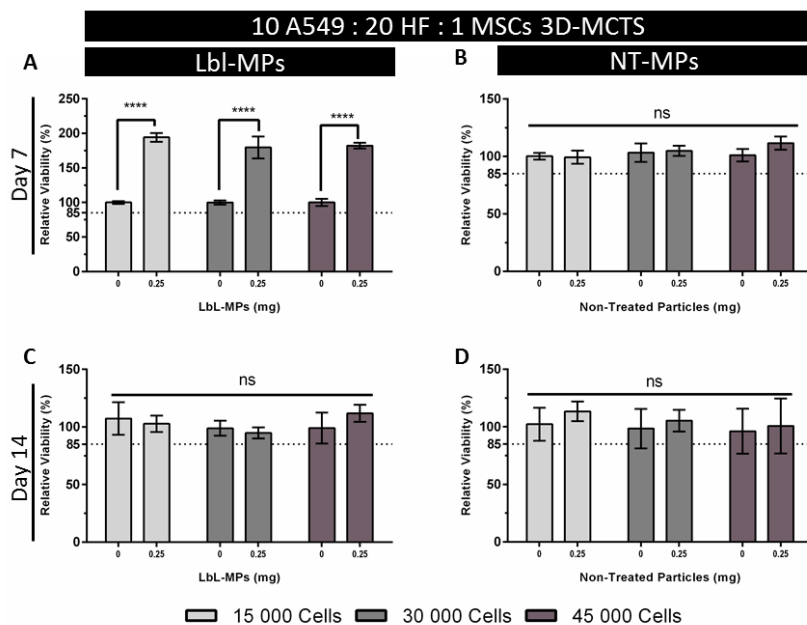 10 A549 : 20 HF : 1 MSCs 3D-MCTS
Lbl-MPs
NT-MPs
Day 7
A
250
200
150
100
85
50
0
Relative Viability (%)
****
****
****
0 0.25 0 0.25 0 0.25
LbL-MPs (mg)
B
150
100
85
50
0
Relative Viability (%)
ns
0 0.25 0 0.25 0 0.25
Non-Treated Particles (mg)
Day 14
C
150
100
85
50
0
Relative Viability (%)
ns
0 0.25 0 0.25 0 0.25
LbL-MPs (mg)
D
150
100
85
50
0
Relative Viability (%)
ns
0 0.25 0 0.25 0 0.25
Non-Treated Particles (mg)
15 000 Cells 30 000 Cells 45 000 Cells